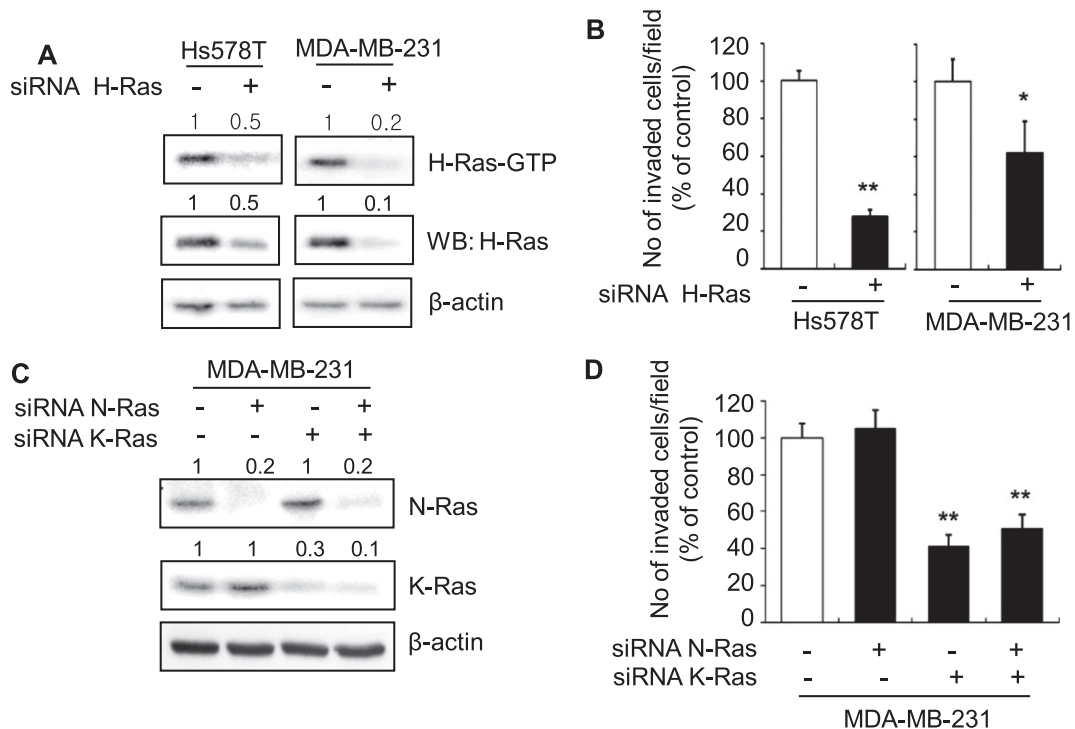 A
Hs578T MDA-MB-231
siRNA H-Ras - + - +
1 0.5 1 0.2
H-Ras-GTP
1 0.5 1 0.1
WB: H-Ras
β-actin
B
No of invaded cells/field
(% of control)
120
100
80
60
40
20
0
**
*
siRNA H-Ras - + - +
Hs578T MDA-MB-231
C
MDA-MB-231
siRNA N-Ras - + - +
siRNA K-Ras - - + +
1 0.2 1 0.2
N-Ras
1 1 0.3 0.1
K-Ras
β-actin
D
No of invaded cells/field
(% of control)
120
100
80
60
40
20
0
** **
siRNA N-Ras - + - +
siRNA K-Ras - - + +
MDA-MB-231